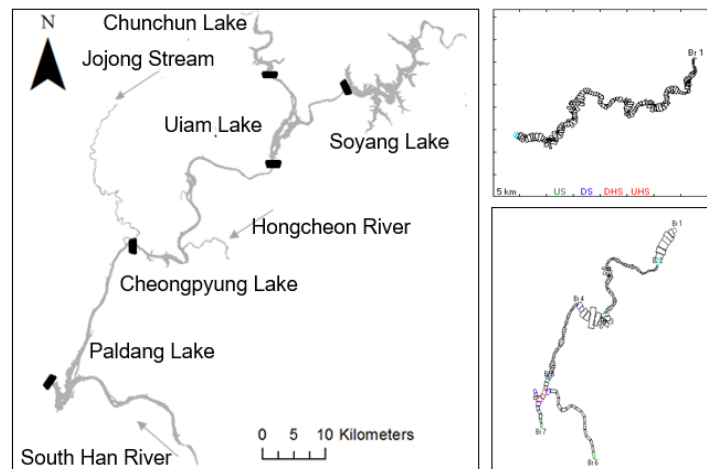 N
Chunchun Lake
Jojong Stream
Uiam Lake
Soyang Lake
Hongcheon River
Cheongpyung Lake
Paldang Lake
South Han River
0 5 10 Kilometers
Br 1
5 km US DS DHS UHS
Br 1
Br 4
Br 7
Br 6